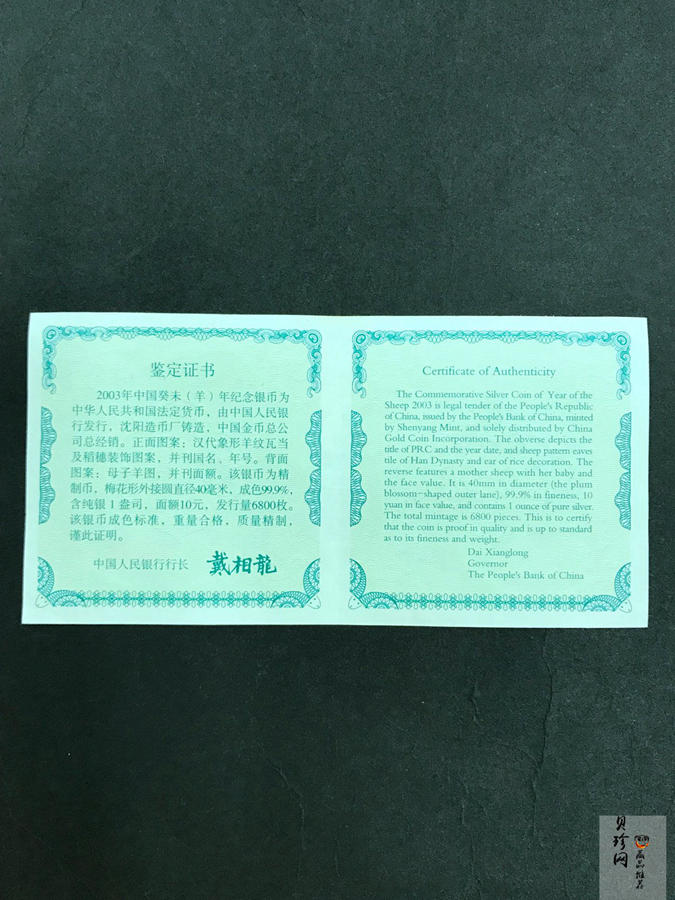 鉴定证书
2003年中国癸未(羊)年纪念银币为
中华人民共和国法定货币，由中国人民银
行发行，沈阳造币厂铸造，中国金币总公
司总经销。正面图案：汉代象形羊纹瓦当
及稻穗装饰图案，并刊国名、年号。背面
图案：母子羊图，并刊面额。该银币为精
制币，梅花形外接圆直径40毫米，成色99.9%，
含纯银1盎司，面额10元，发行量6800枚。
该银币成色标准，重量合格，质量精制，
谨此证明。
中国人民银行行长 戴相龍
Certificate of Authenticity
The Commemorative Silver Coin of Year of the
Sheep 2003 is legal tender of the People's Republic
of China, issued by the People's Bank of China, minted
by Shenyang Mint, and solely distributed by China
Gold Coin Incorporation. The obverse depicts the
title of PRC and the year date, and sheep pattern eaves
tile of Han Dynasty and ear of rice decoration. The
reverse features a mother sheep with her baby and
the face value. It is 40mm in diameter (the plum
blossom-shaped outer lane), 99.9% in fineness, 10
yuan in face value, and contains 1 ounce of pure silver.
The total mintage is 6800 pieces. This is to certify
that the coin is proof in quality and is up to standard
as to its fineness and weight.
Dai Xianglong
Governor
The People's Bank of China
贝珍网
藏品推荐